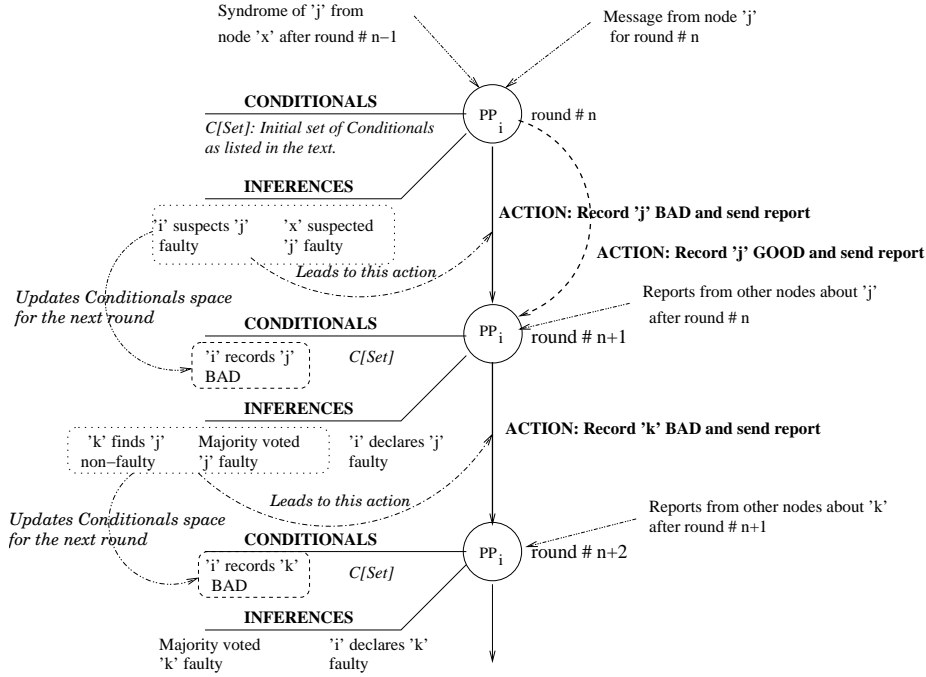 Syndrome of ’j’ from
node ’x’ after round # n−1
Message from node ’j’
for round # n
CONDITIONALS
C[Set]: Initial set of Conditionals
as listed in the text.
PP i
round # n
INFERENCES
’i’ suspects ’j’
faulty
’x’ suspected
’j’ faulty
ACTION: Record ’j’ BAD and send report
Leads to this action
ACTION: Record ’j’ GOOD and send report
Updates Conditionals space
for the next round
Reports from other nodes about ’j’
after round # n
CONDITIONALS
PP i
round # n+1
’i’ records ’j’
BAD
C[Set]
INFERENCES
’k’ finds ’j’
non−faulty
Majority voted
’j’ faulty
’i’ declares ’j’
faulty
ACTION: Record ’k’ BAD and send report
Leads to this action
Updates Conditionals space
for the next round
Reports from other nodes about ’k’
after round # n+1
CONDITIONALS
PP i
round # n+2
’i’ records ’k’
BAD
C[Set]
INFERENCES
Majority voted
’k’ faulty
’i’ declares ’k’
faulty